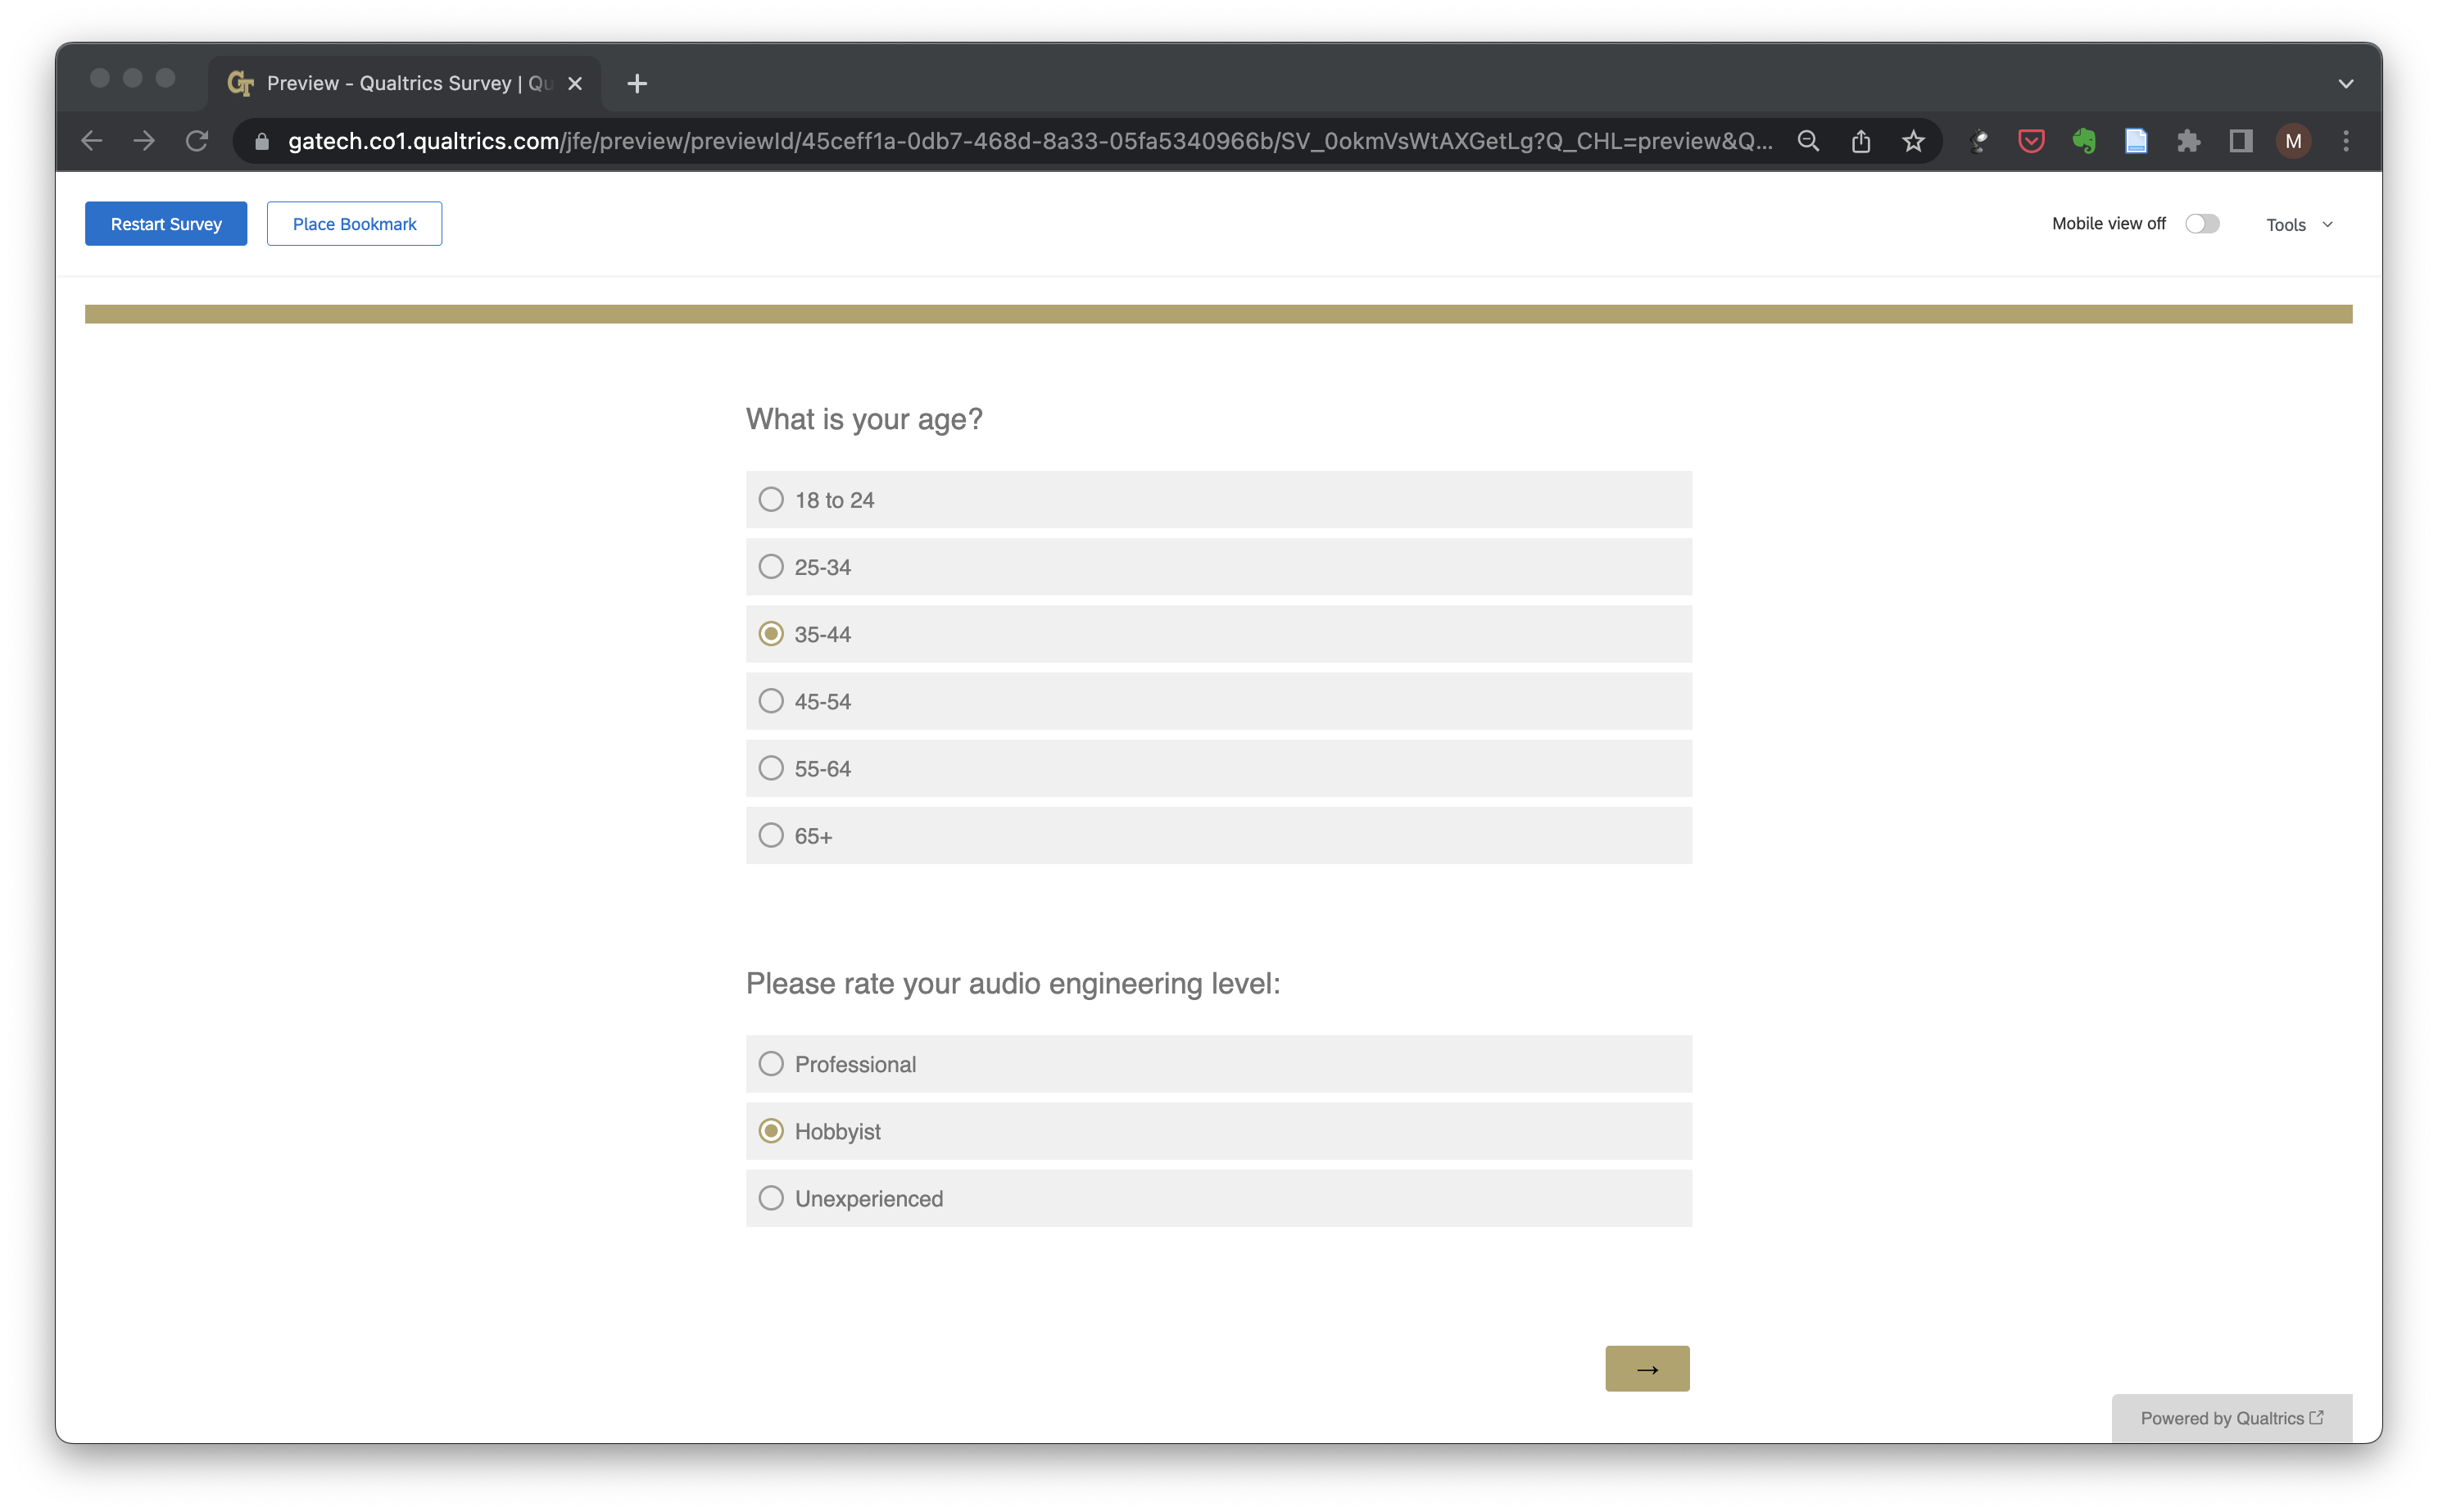 GT Preview - Qualtrics Survey | Qu
gatech.co1.qualtrics.com/jfe/preview/previewId/45ceff1a-0db7-468d-8a33-05fa5340966b/SV_0okmVsWtAXGetLg?Q_CHL=preview&Q...
M
Restart Survey
Place Bookmark
Mobile view off
Tools
What is your age?
18 to 24
25-34
35-44
45-54
55-64
65+
Please rate your audio engineering level:
Professional
Hobbyist
Unexperienced
→
Powered by Qualtrics